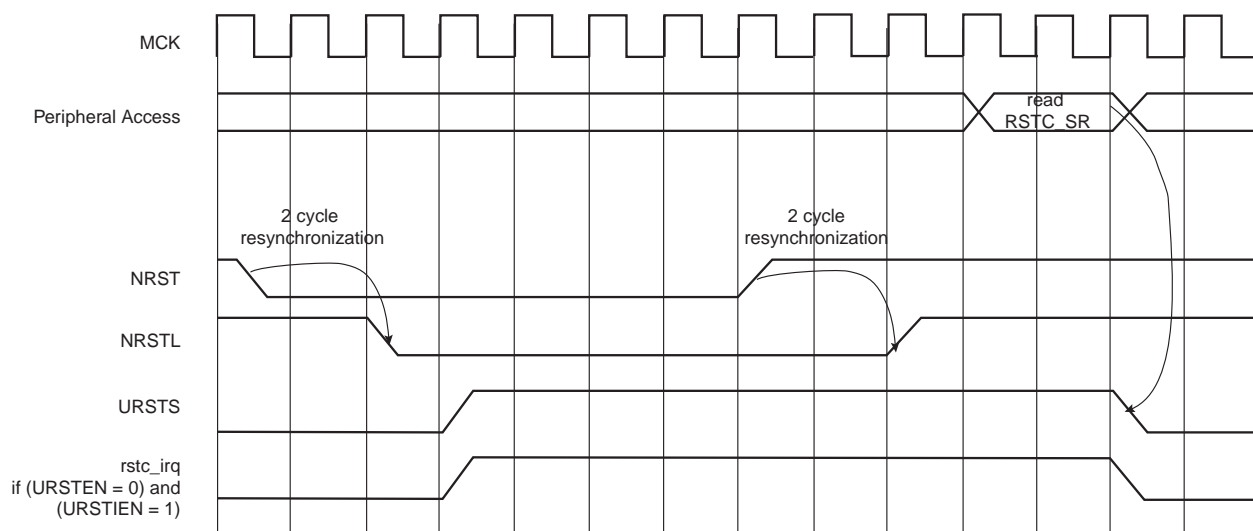 MCK
Peripheral Access
read
RSTC_SR
2 cycle
resynchronization
2 cycle
resynchronization
NRST
NRSTL
URSTS
rstc_irq
if (URSTEN = 0) and
(URSTIEN = 1)